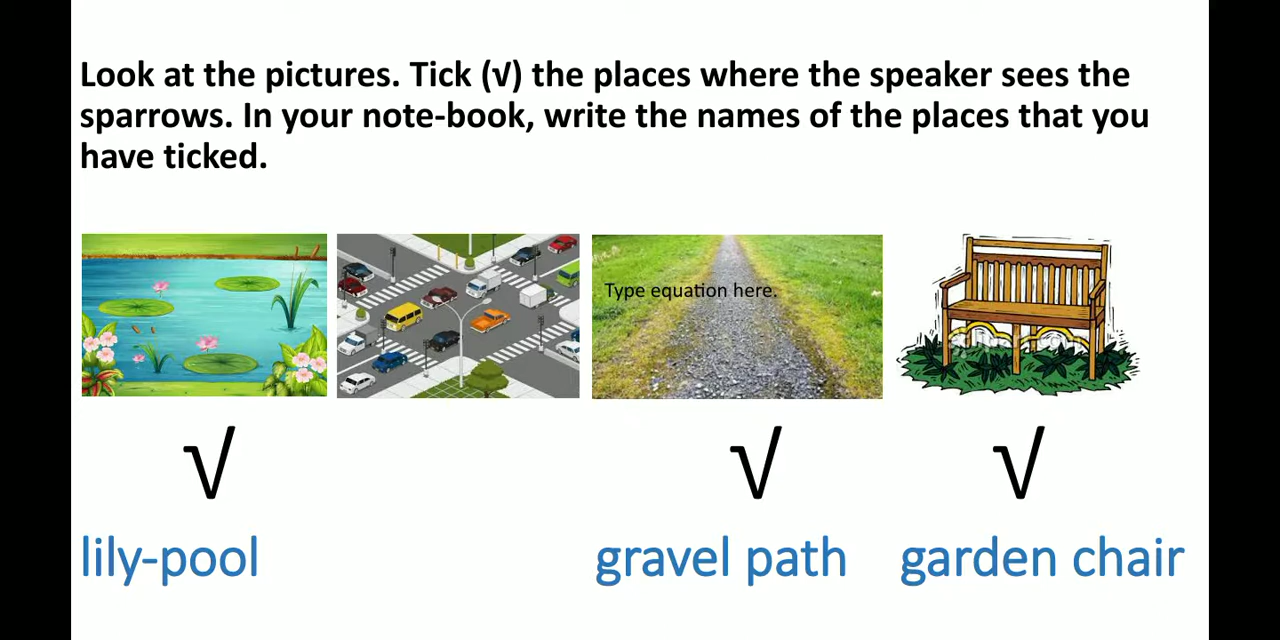 Look at the pictures. Tick (√) the places where the speaker sees the
sparrows. In your note-book, write the names of the places that you
have ticked.
Type equation here.
√ √ √
lily-pool gravel path garden chair